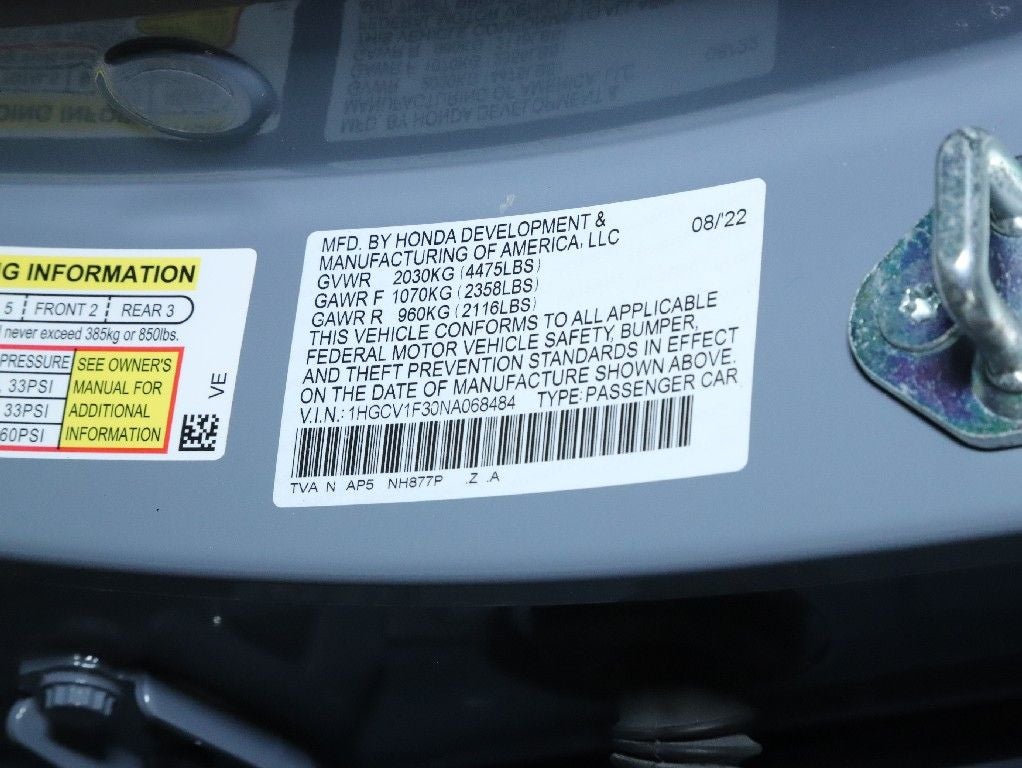 MFD. BY HONDA DEVELOPMENT & 08/'22
MANUFACTURING OF AMERICA, LLC
GVWR 2030KG (4475LBS)
GAWR F 1070KG (2358LBS)
GAWR R 960KG (2116LBS)
THIS VEHICLE CONFORMS TO ALL APPLICABLE
FEDERAL MOTOR VEHICLE SAFETY, BUMPER,
AND THEFT PREVENTION STANDARDS IN EFFECT
ON THE DATE OF MANUFACTURE SHOWN ABOVE.
V.I.N.: 1HGCV1F30NA068484 TYPE: PASSENGER CAR
TVA N AP5 NH877P .Z .A
G INFORMATION
5 FRONT 2 REAR 3
never exceed 385kg or 850lbs.
PRESSURE
33PSI
33PSI
60PSI
SEE OWNER'S
MANUAL FOR
ADDITIONAL
INFORMATION
VE